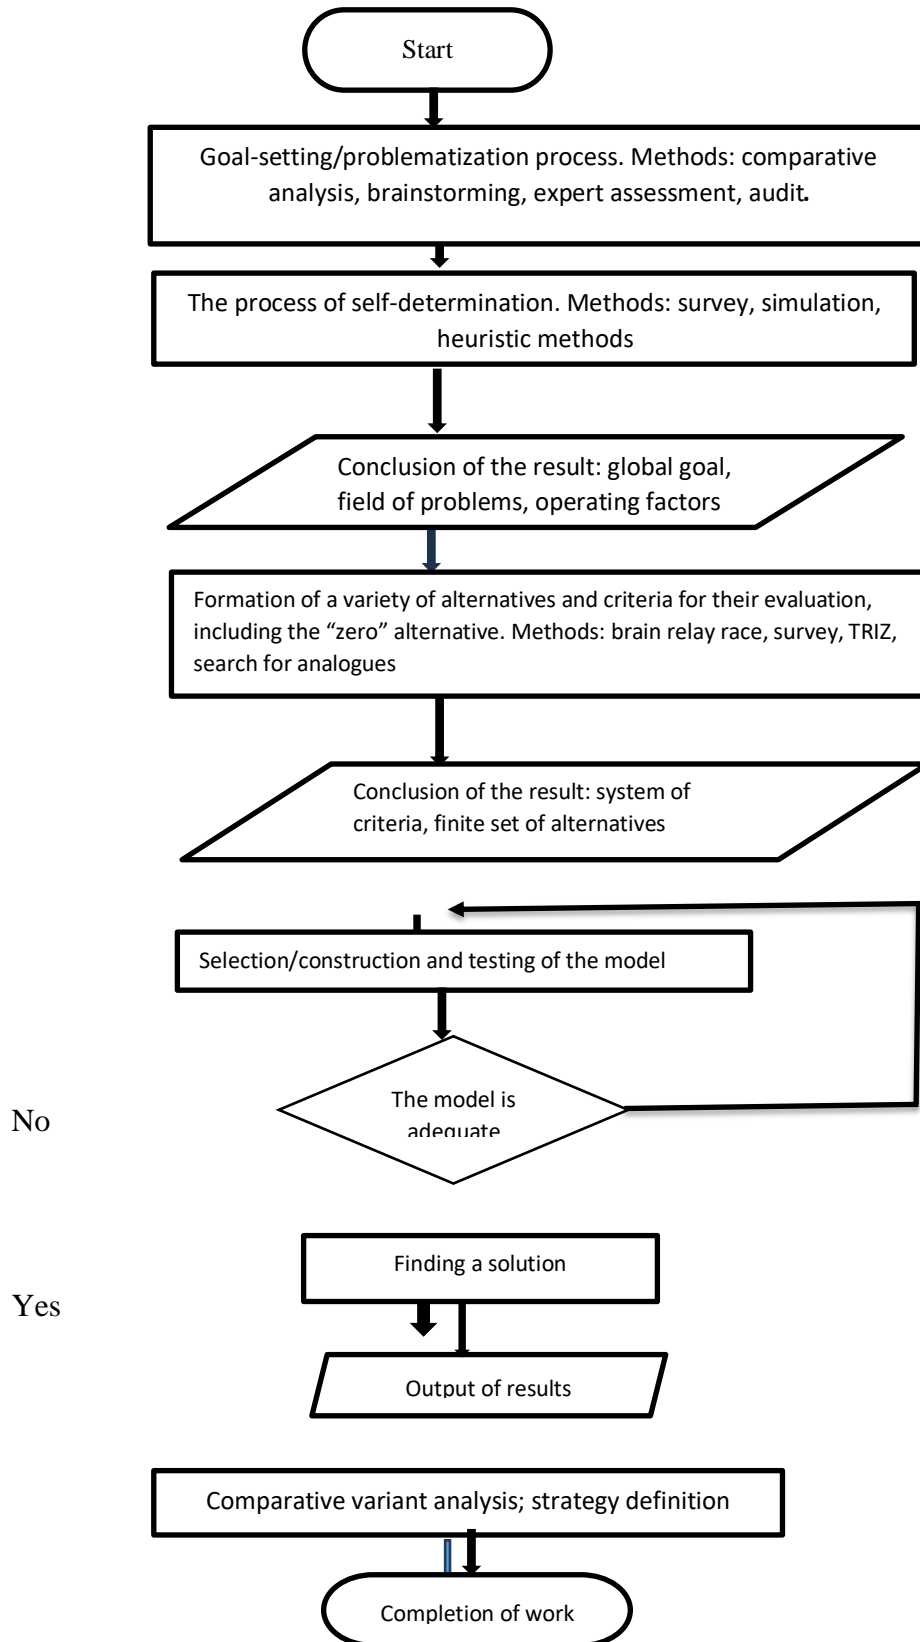 Start
Goal-setting/problematization process. Methods: comparative
analysis, brainstorming, expert assessment, audit.
The process of self-determination. Methods: survey, simulation,
heuristic methods
Conclusion of the result: global goal,
field of problems, operating factors
Formation of a variety of alternatives and criteria for their evaluation,
including the “zero” alternative. Methods: brain relay race, survey, TRIZ,
search for analogues
Conclusion of the result: system of
criteria, finite set of alternatives
Selection/construction and testing of the model
The model is
adequate
No
Finding a solution
Yes
Output of results
Comparative variant analysis; strategy definition
Completion of work